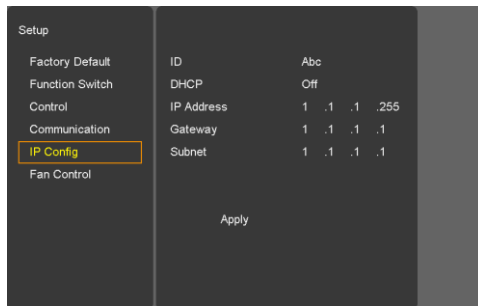 Setup
Factory Default
Function Switch
Control
Communication
IP Config
Fan Control
ID Abc
DHCP Off
IP Address 1 .1 .1 .255
Gateway 1 .1 .1 .1
Subnet 1 .1 .1 .1
Apply